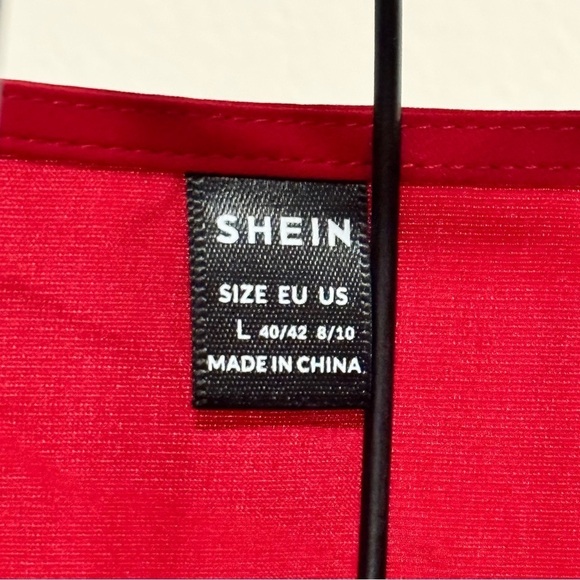 SHEIN
SIZE EU US
L 40/42 8/10
MADE IN CHINA